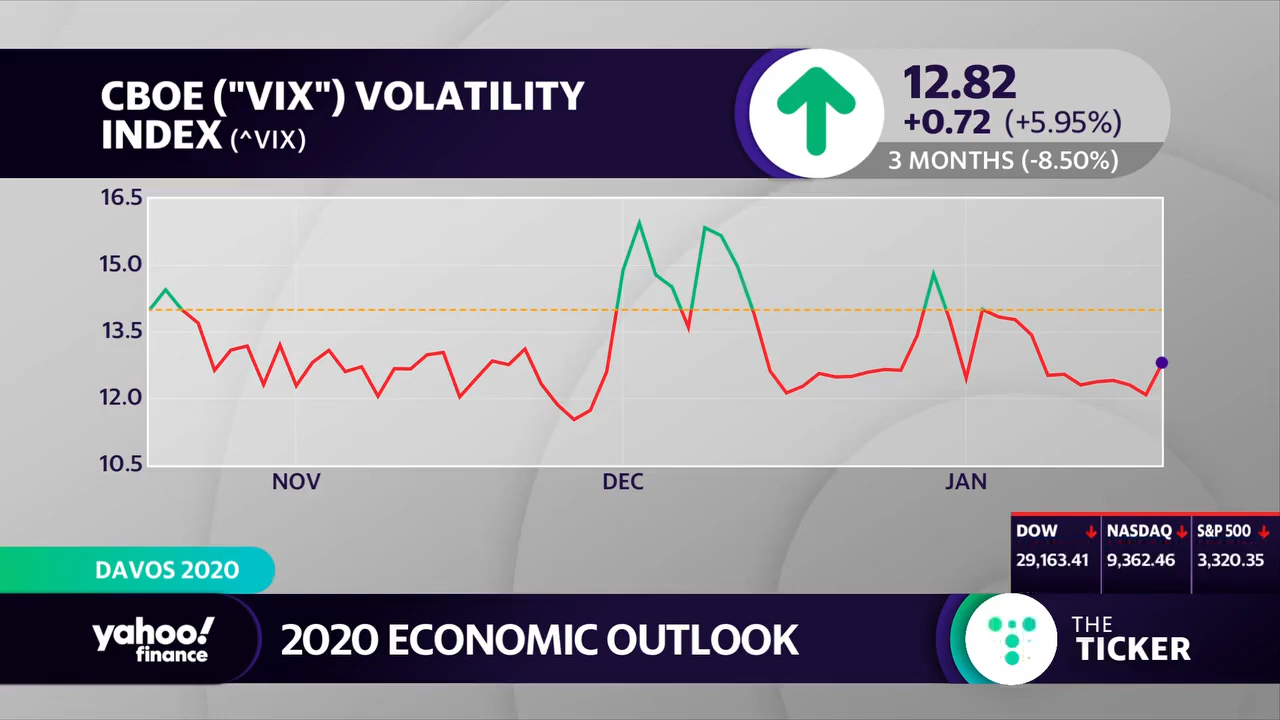 CBOE ("VIX") VOLATILITY
INDEX (^VIX)
12.82
+0.72 (+5.95%)
3 MONTHS (-8.50%)
16.5
15.0
13.5
12.0
10.5
NOV DEC JAN
DOW NASDAQ S&P 500
29,163.41 9,362.46 3,320.35
DAVOS 2020
yahoo!
finance
2020 ECONOMIC OUTLOOK
THE
TICKER